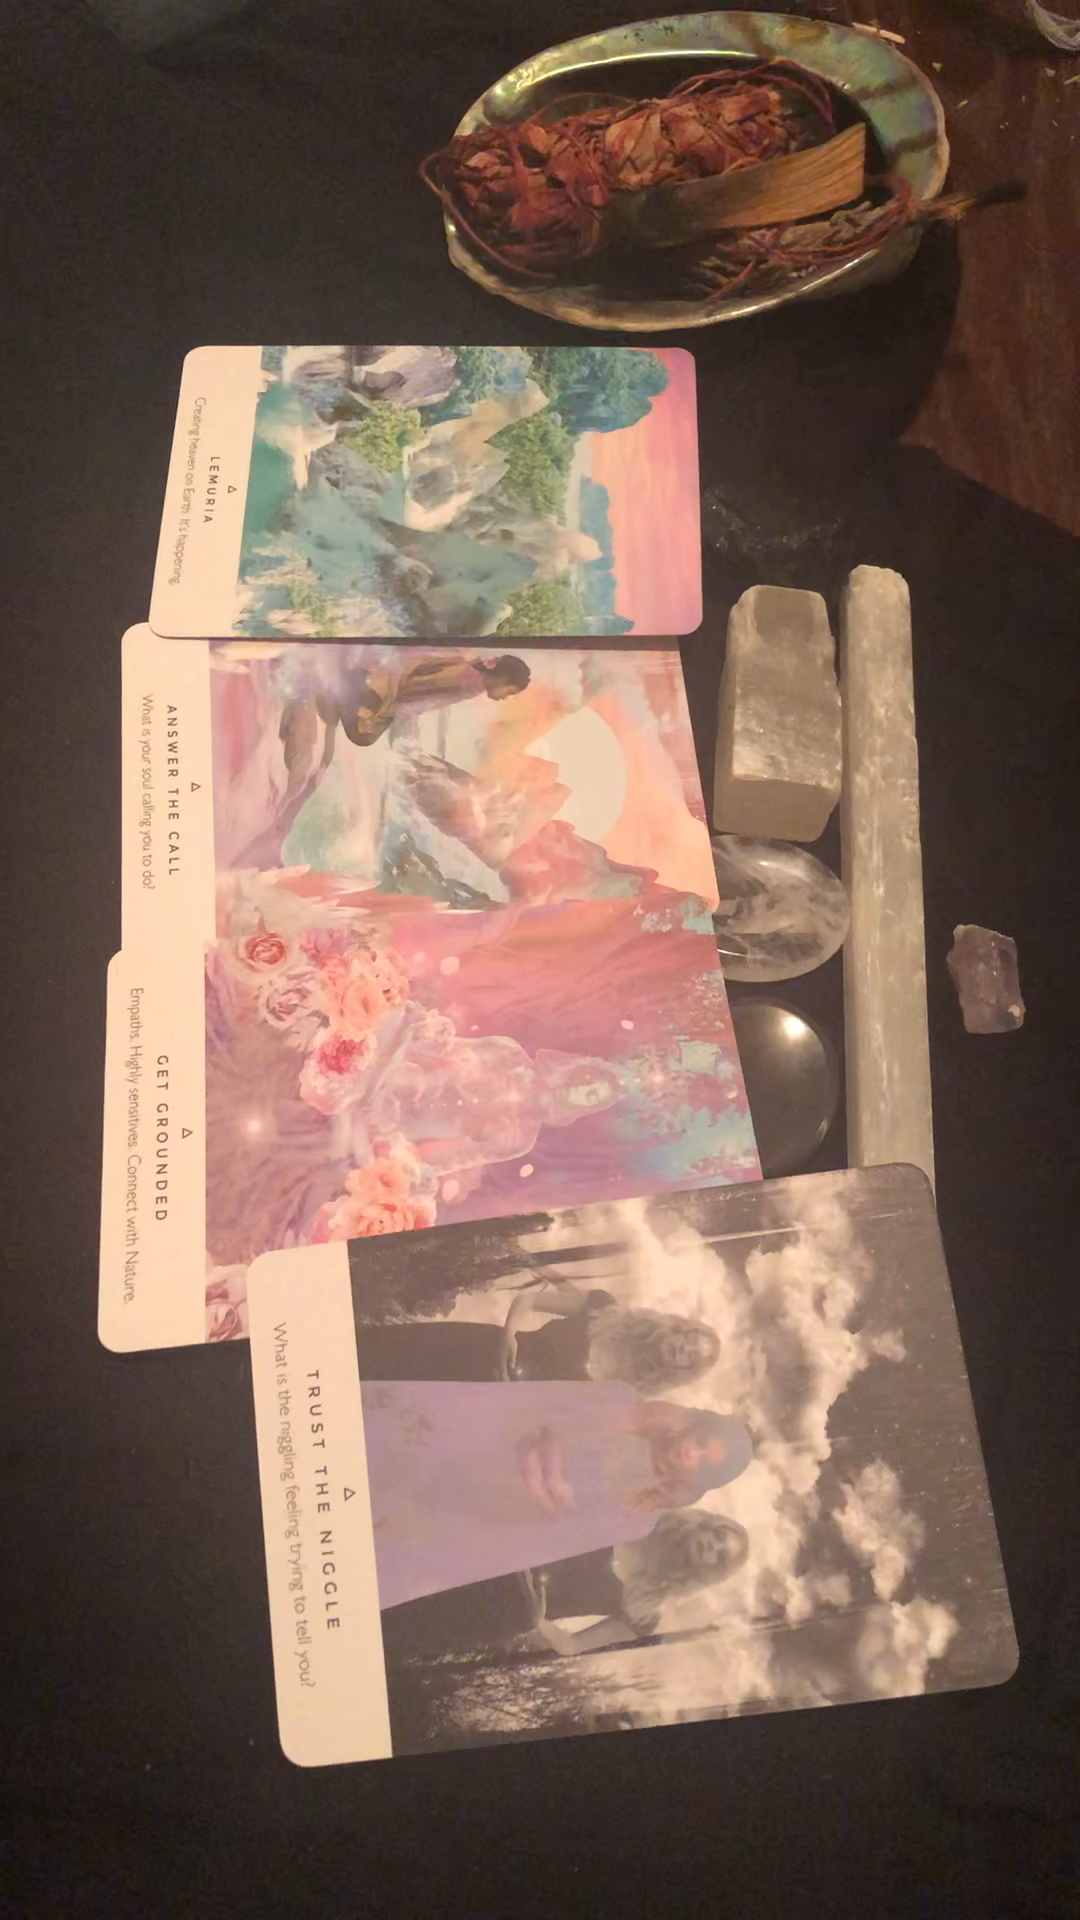 LEMURIA
Creating heaven on Earth. It's happening.
ANSWER THE CALL
What is your soul calling you to do?
GET GROUNDED
Empaths. Highly sensitives. Connect with Nature.
TRUST THE NIGGLE
What is the niggling feeling trying to tell you?